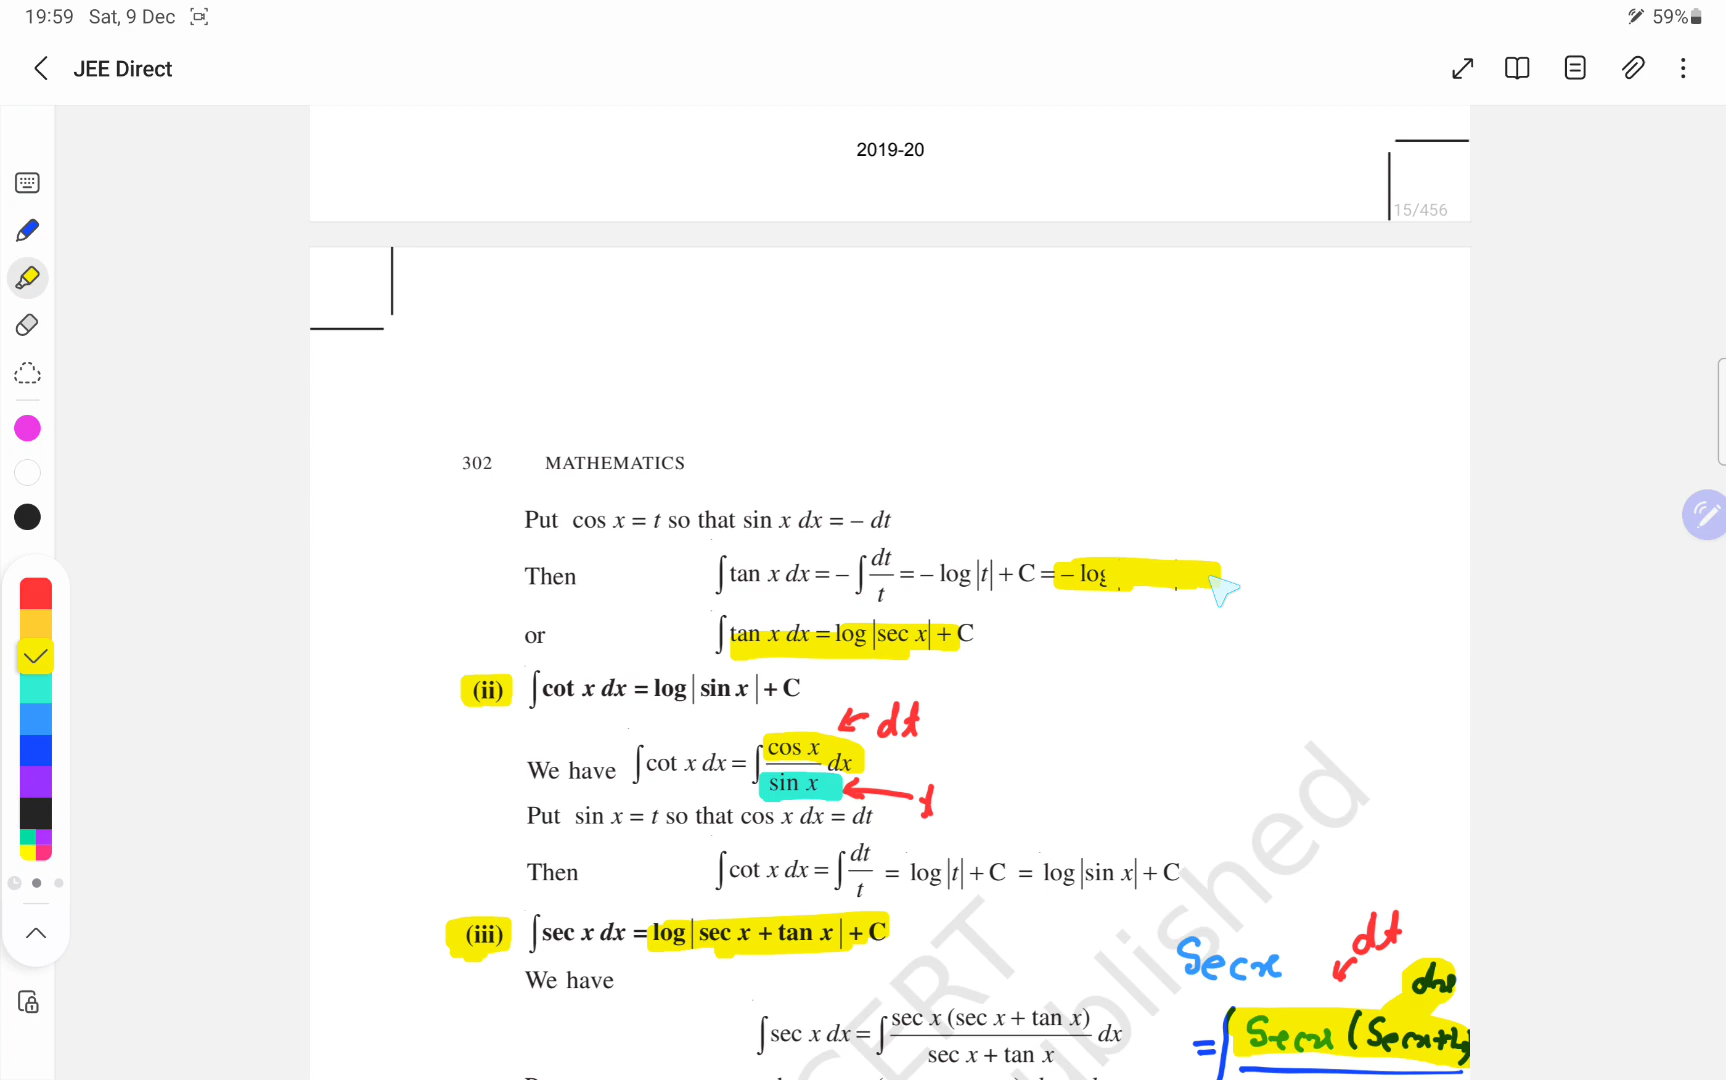 19:59 Sat, 9 Dec
59%
JEE Direct
2019-20
15/456
302 MATHEMATICS
Put cos x = t so that sin x dx = – dt
Then ∫ tan x dx = – ∫ dt/t = – log |t| + C = – log
or ∫ tan x dx = log |sec x| + C
(ii) ∫ cot x dx = log | sin x | + C
dt
We have ∫ cot x dx = ∫ cos x / sin x dx
t
Put sin x = t so that cos x dx = dt
Then ∫ cot x dx = ∫ dt/t = log |t| + C = log |sin x| + C
(iii) ∫ sec x dx = log | sec x + tan x | + C
dt
Secx
We have
dx
∫ sec x dx = ∫ sec x (sec x + tan x) / sec x + tan x dx
= ∫ Secx (Secx+